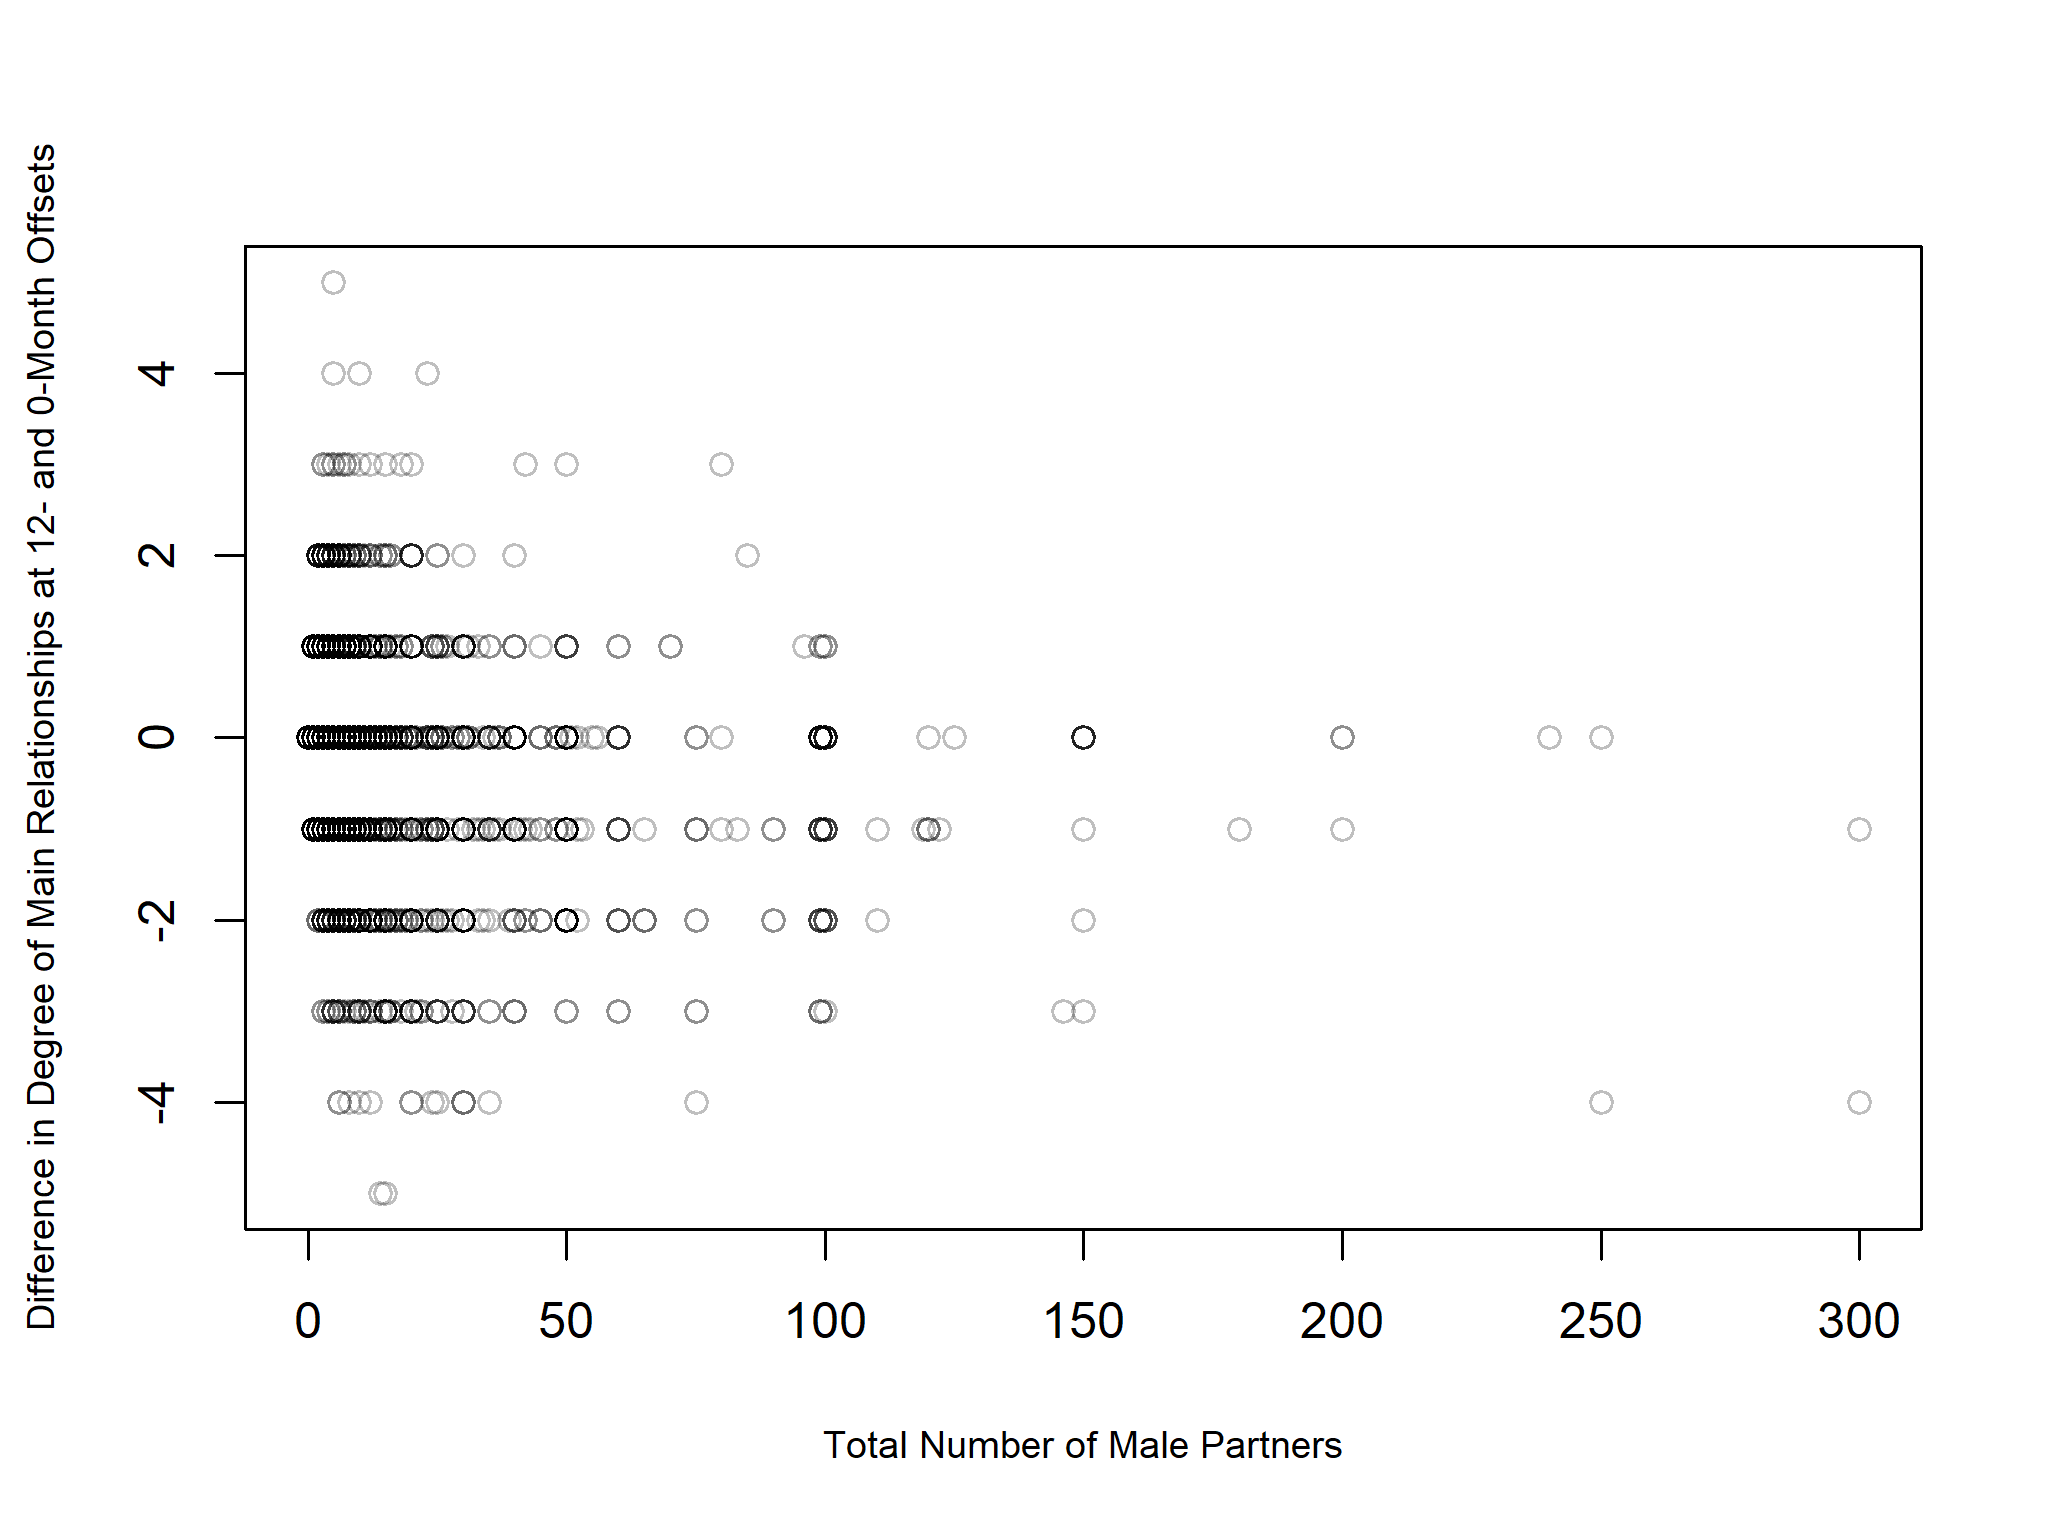 Difference in Degree of Main Relationships at 12- and 0-Month Offsets
4
2
0
-2
-4
0 50 100 150 200 250 300
Total Number of Male Partners